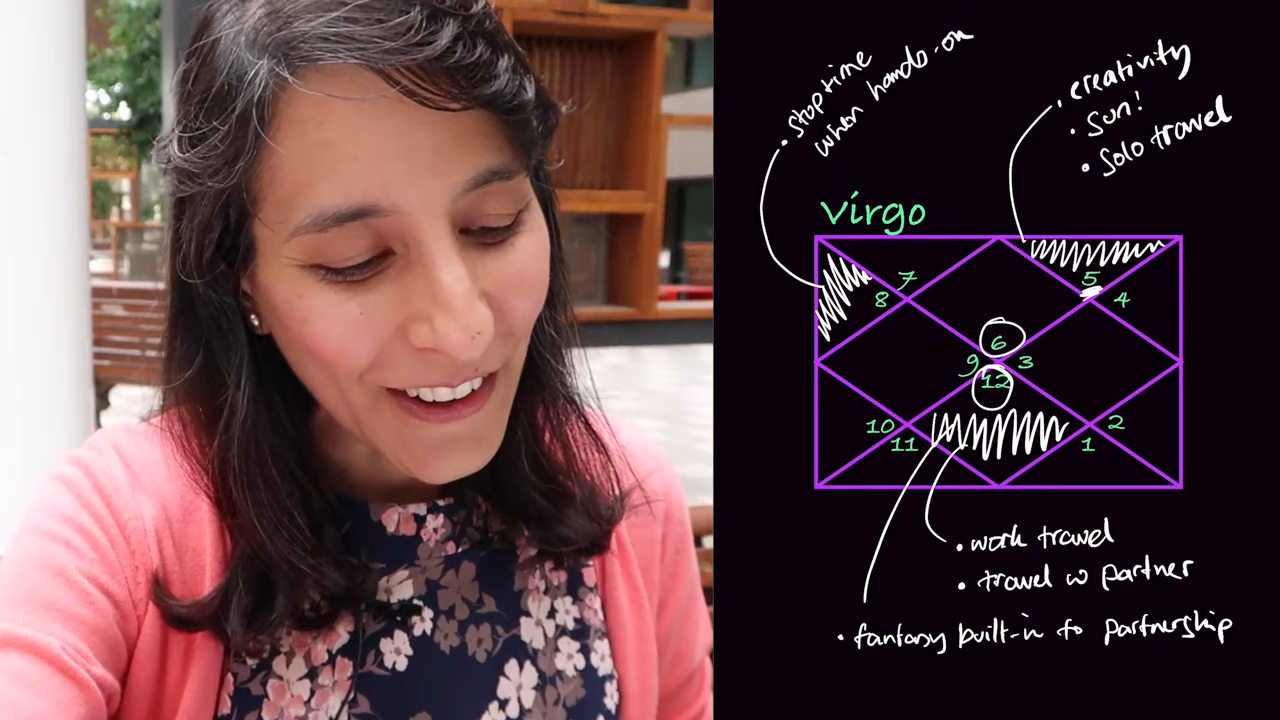 • stop time
when hands-on
• creativity
• Sun!
• Solo travel
Virgo
7
8
5
4
6
9
3
12
10
11
2
1
• work travel
• travel w partner
• fantasy built-in to partnership